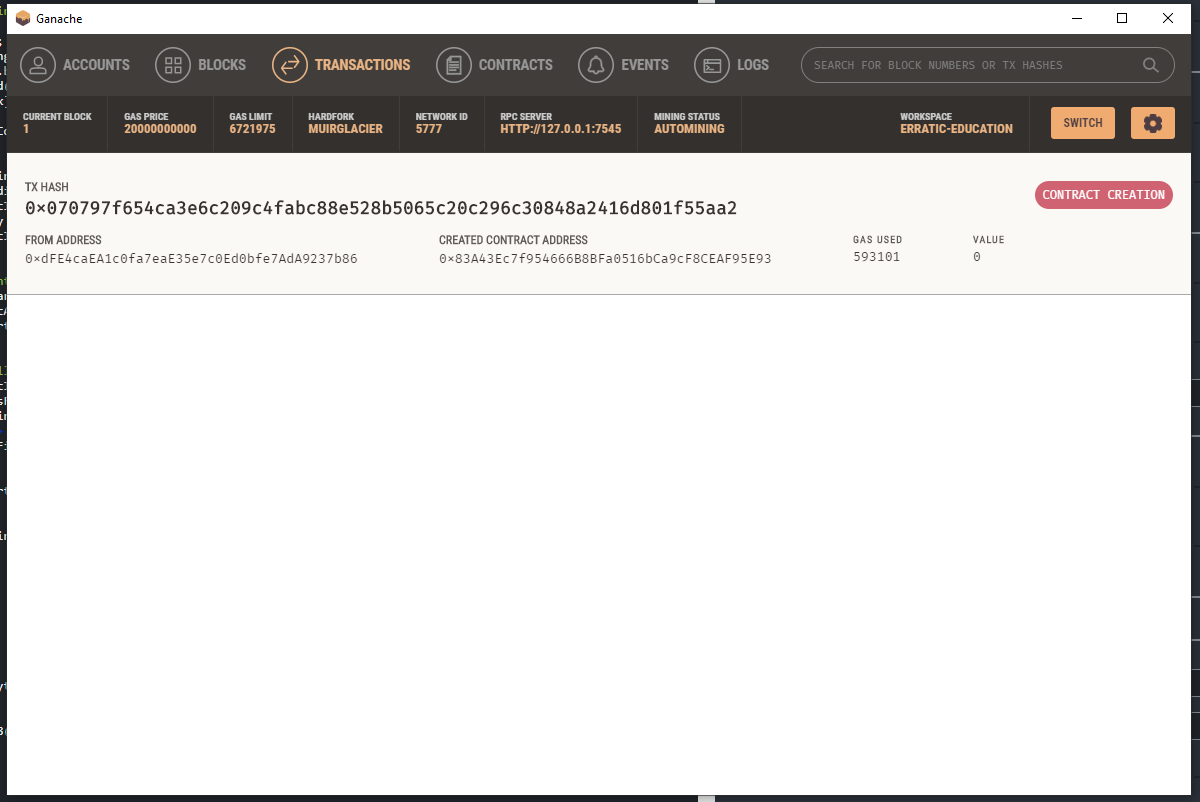 Ganache
ACCOUNTS BLOCKS TRANSACTIONS CONTRACTS EVENTS LOGS SEARCH FOR BLOCK NUMBERS OR TX HASHES
CURRENT BLOCK GAS PRICE GAS LIMIT HARDFORK NETWORK ID RPC SERVER MINING STATUS WORKSPACE
1 20000000000 6721975 MUIRGLACIER 5777 HTTP://127.0.0.1:7545 AUTOMINING ERRATIC-EDUCATION SWITCH
TX HASH
0×070797f654ca3e6c209c4fabc88e528b5065c20c296c30848a2416d801f55aa2 CONTRACT CREATION
FROM ADDRESS CREATED CONTRACT ADDRESS GAS USED VALUE
0×dFE4caEA1c0fa7eaE35e7c0Ed0bfe7AdA9237b86 0×83A43Ec7f954666B8BFa0516bCa9cF8CEAF95E93 593101 0